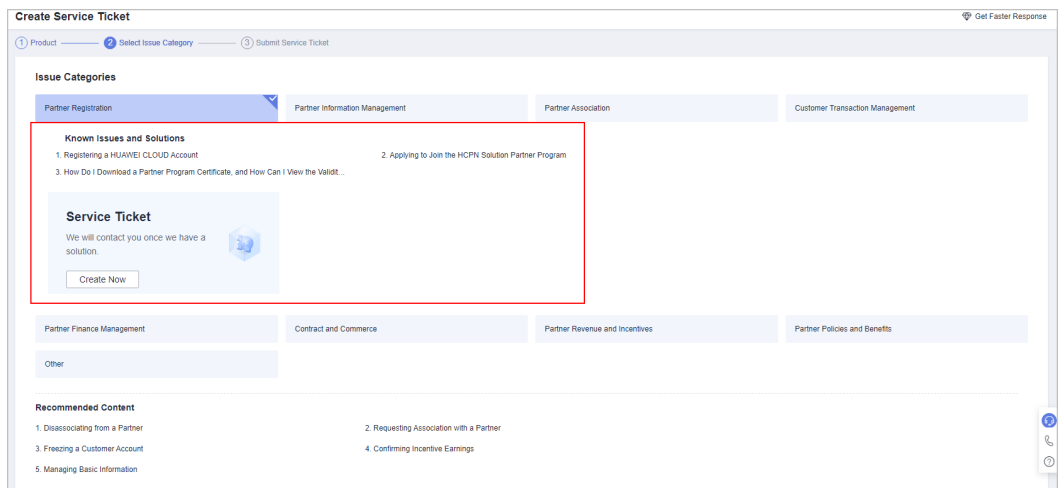 Create Service Ticket
Get Faster Response
1 Product
2 Select Issue Category
3 Submit Service Ticket
Issue Categories
Partner Registration
Partner Information Management
Partner Association
Customer Transaction Management
Known Issues and Solutions
1. Registering a HUAWEI CLOUD Account
2. Applying to Join the HCPN Solution Partner Program
3. How Do I Download a Partner Program Certificate, and How Can I View the Validit...
Service Ticket
We will contact you once we have a
solution.
Create Now
Partner Finance Management
Contract and Commerce
Partner Revenue and Incentives
Partner Policies and Benefits
Other
Recommended Content
1. Disassociating from a Partner
2. Requesting Association with a Partner
3. Freezing a Customer Account
4. Confirming Incentive Earnings
5. Managing Basic Information